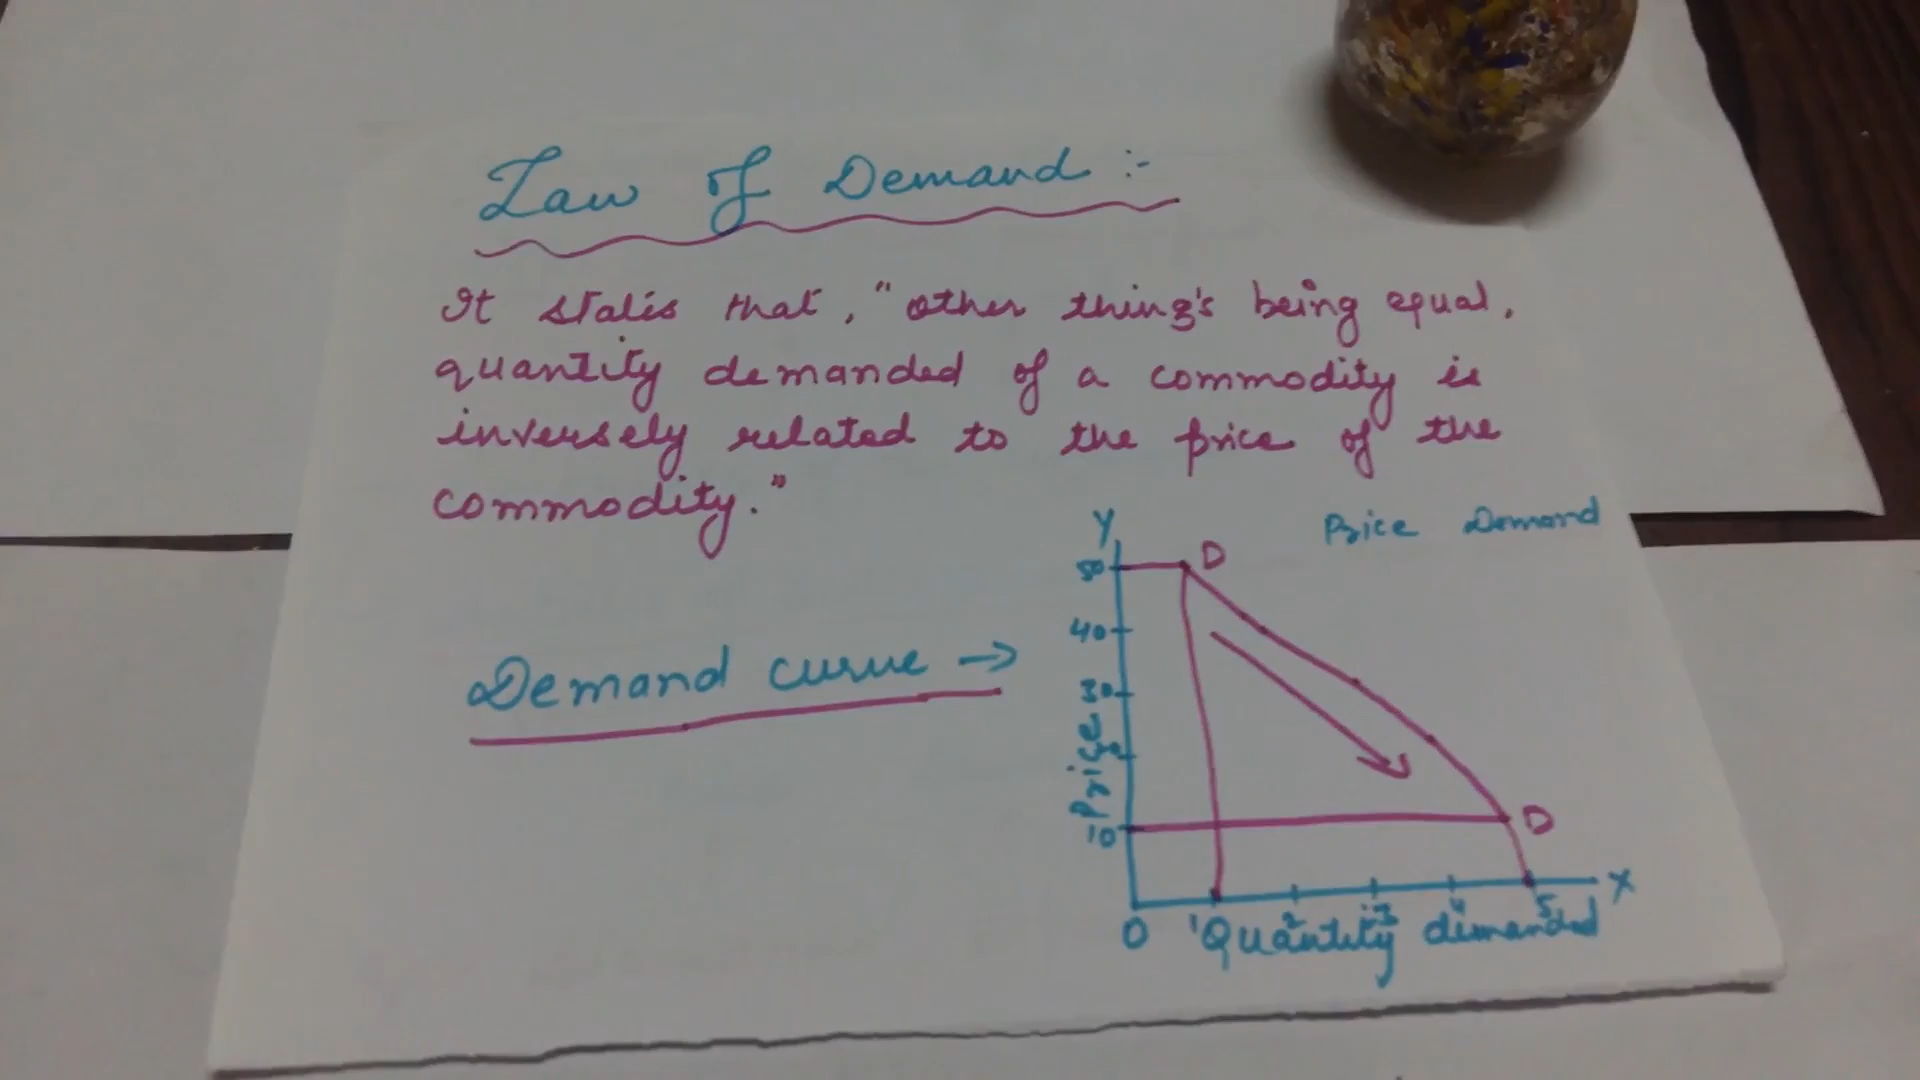 Law of Demand :-
It states that, "other thing's being equal,
quantity demanded of a commodity is
inversely related to the price of the
commodity."
Price Demand
Demand curve →
Y
50
D
40
30
Price
10
D
X
0 1 2 3 4 5
Quantity demanded